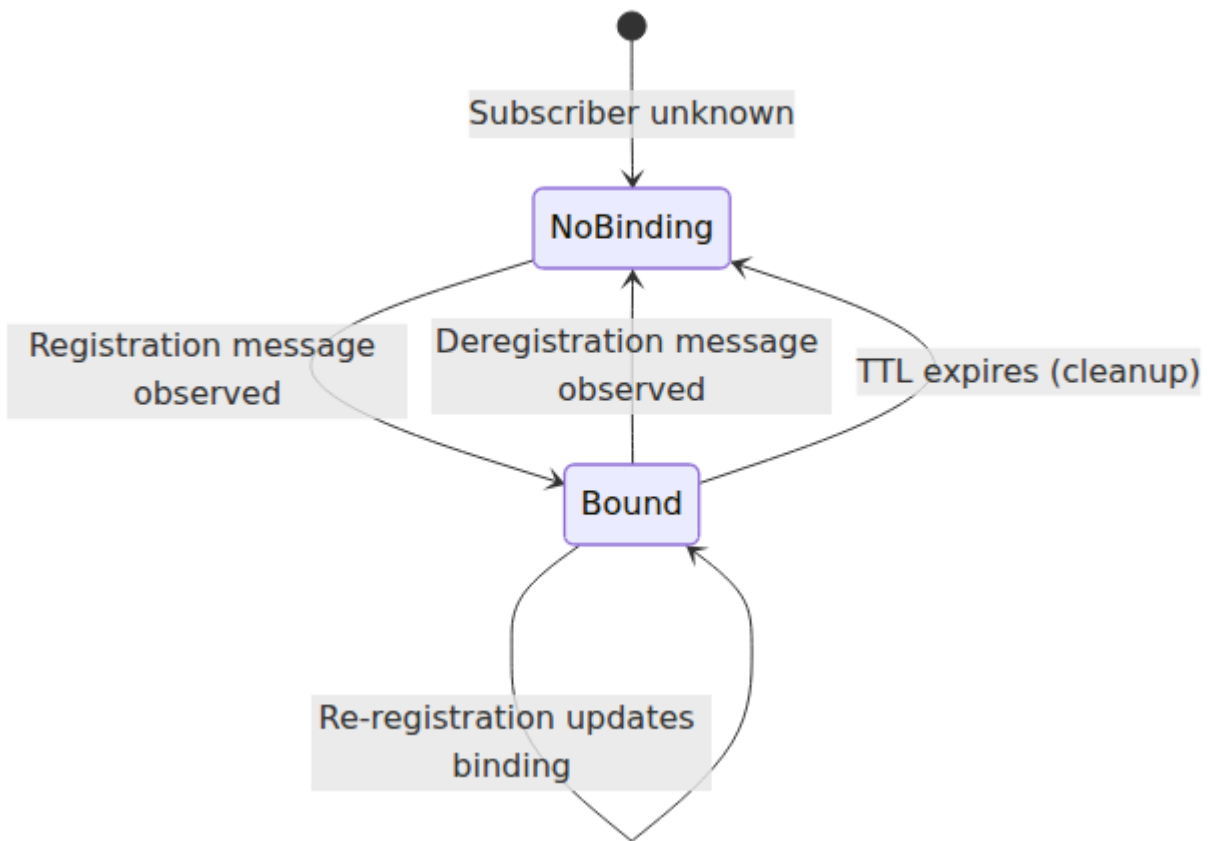 Subscriber unknown
NoBinding
Registration message
observed
Deregistration message
observed
TTL expires (cleanup)
Bound
Re-registration updates
binding